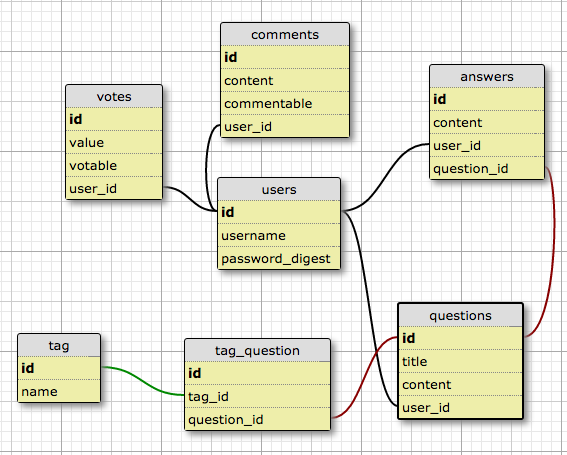 comments
id
content
commentable
user_id
votes
id
value
votable
user_id
answers
id
content
user_id
question_id
users
id
username
password_digest
questions
id
title
content
user_id
tag
id
name
tag_question
id
tag_id
question_id